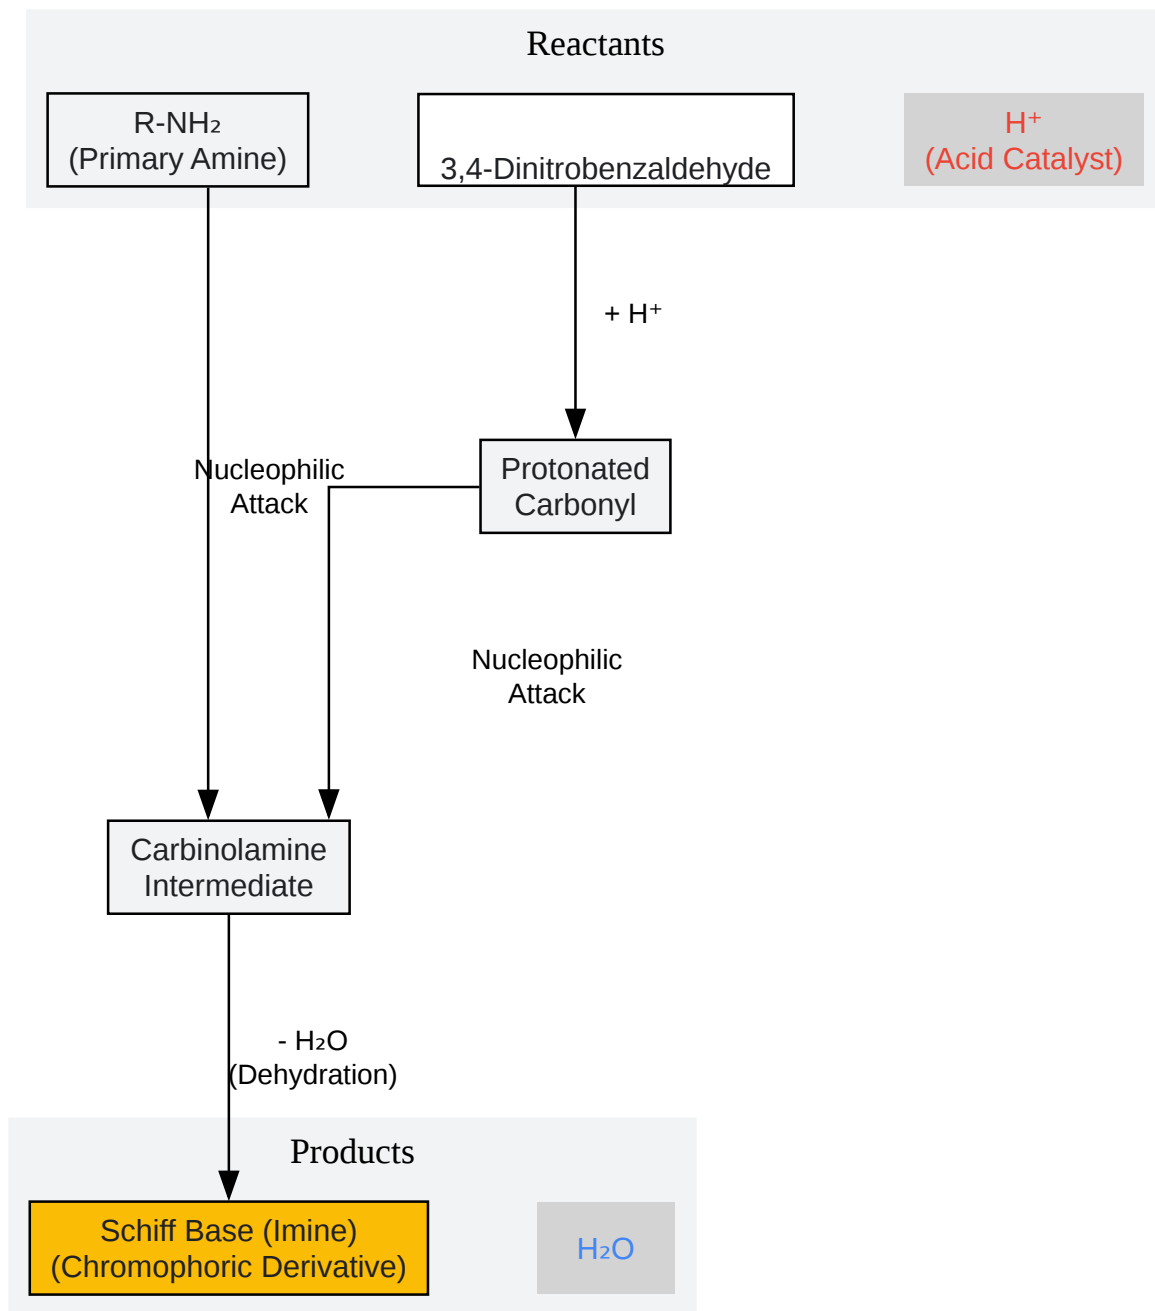 Reactants
R-NH₂
(Primary Amine)
3,4-Dinitrobenzaldehyde
H⁺
(Acid Catalyst)
+ H⁺
Nucleophilic
Attack
Protonated
Carbonyl
Nucleophilic
Attack
Carbinolamine
Intermediate
- H₂O
(Dehydration)
Products
Schiff Base (Imine)
(Chromophoric Derivative)
H₂O